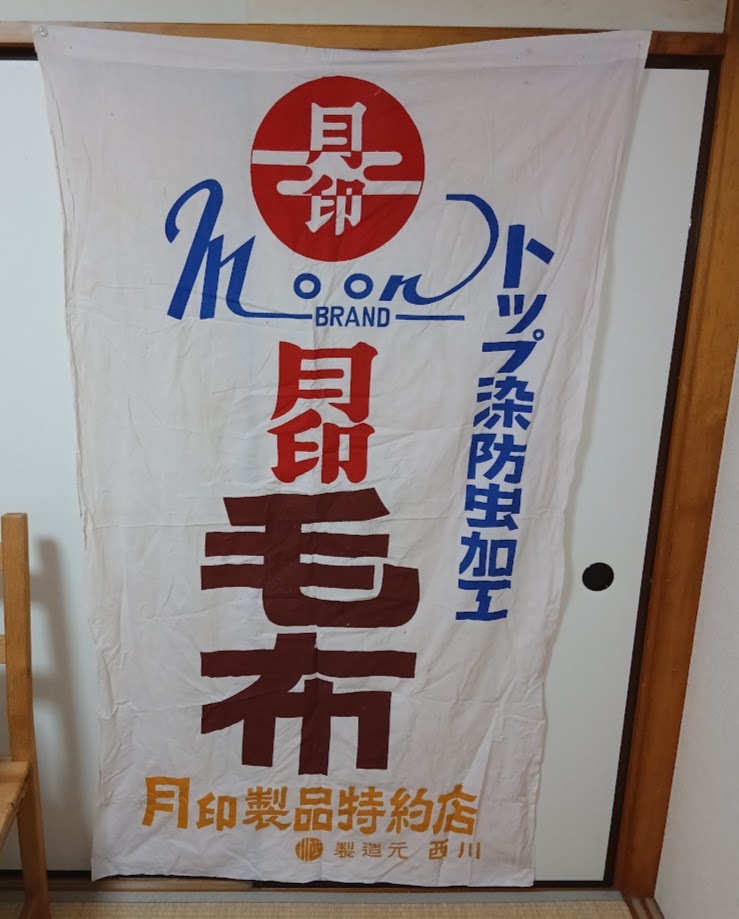 月印
Moon
BRAND
トップ染防虫加工
月印
毛布
月印製品特約店
製造元 西川